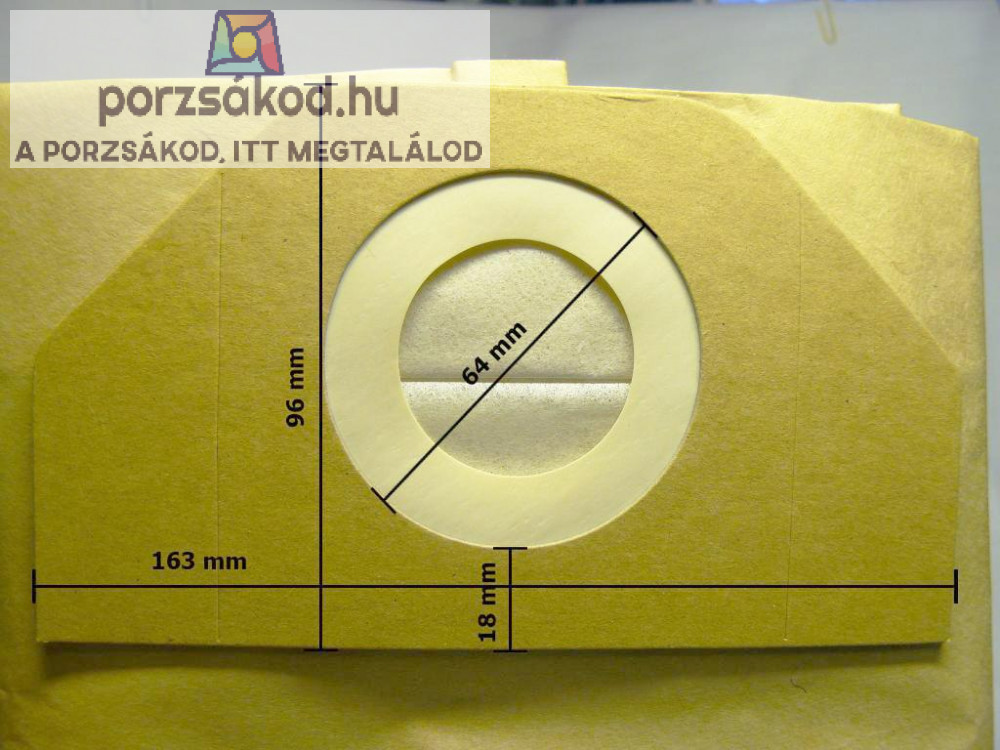 porzsákod.hu
A PORZSÁKOD, ITT MEGTALÁLOD
64 mm
96 mm
163 mm
18 mm